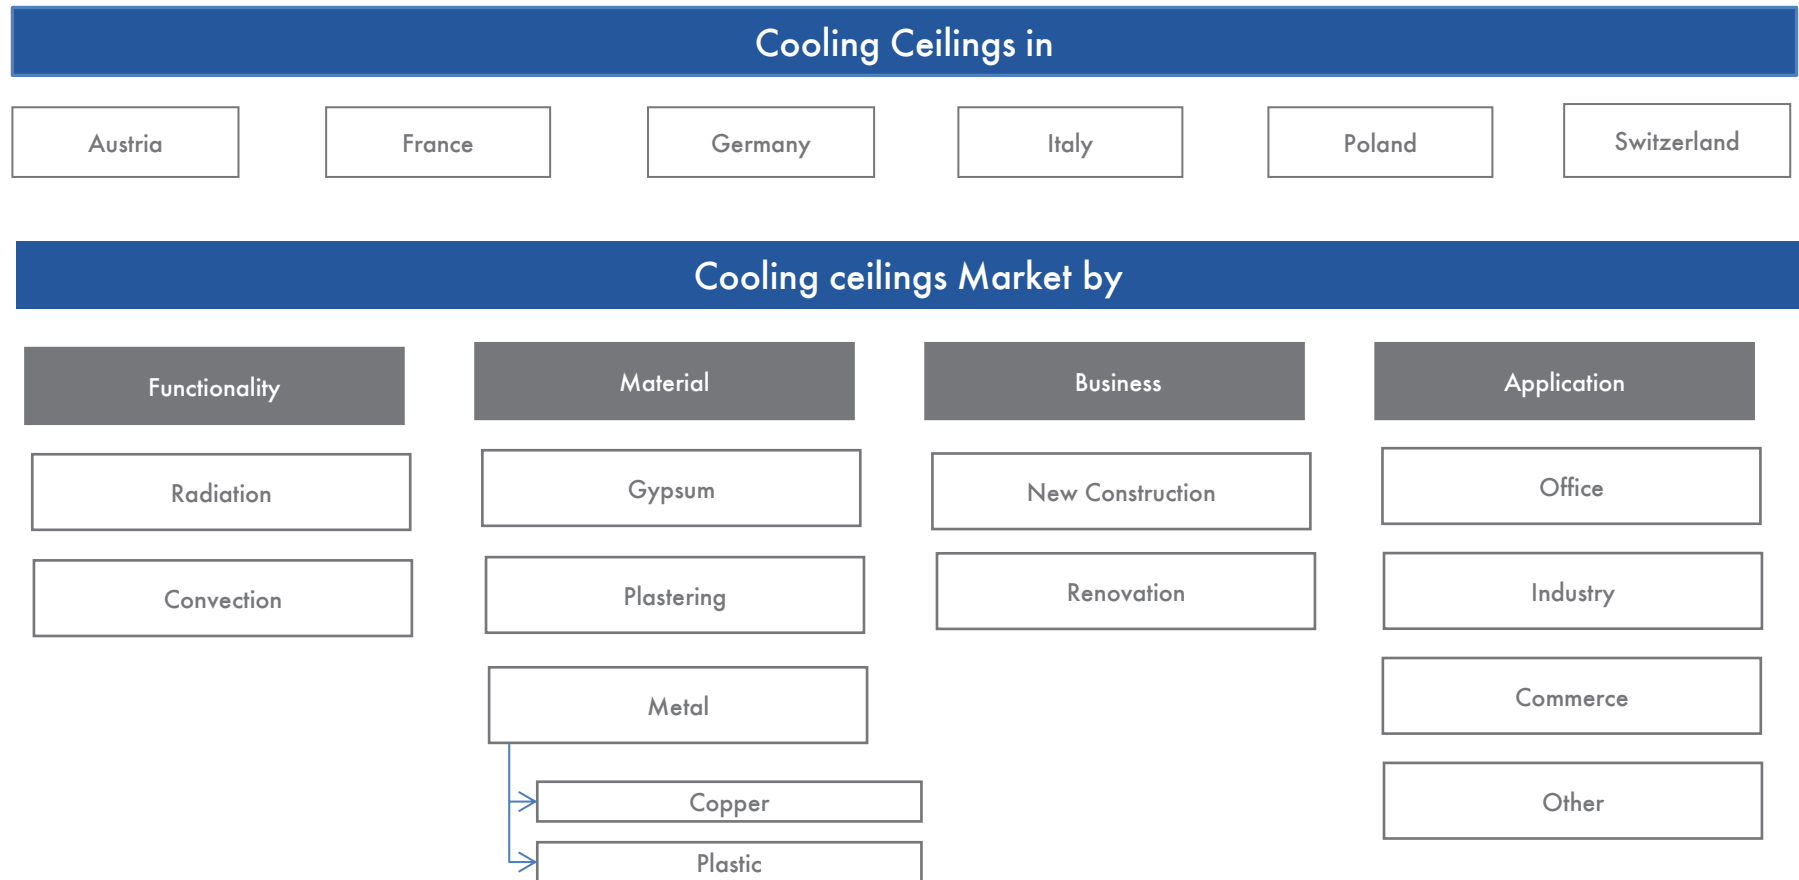 Cooling Ceilings in
Austria
France
Germany
Italy
Poland
Switzerland
Cooling ceilings Market by
Functionality
Material
Business
Application
Radiation
Gypsum
New Construction
Office
Convection
Plastering
Renovation
Industry
Metal
Commerce
Copper
Other
Plastic